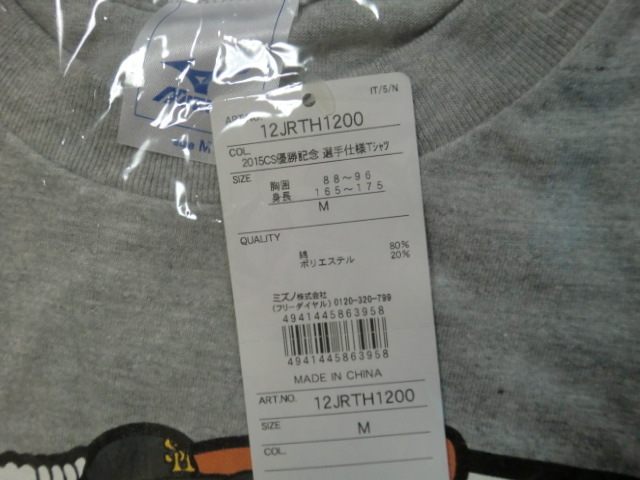 IT/5/N
ART.NO. 12JRTH1200
COL. 2015CS優勝記念 選手仕様Tシャツ
SIZE 胸囲 88~96
身長 165~175
M
QUALITY
綿 80%
ポリエステル 20%
ミズノ株式会社
(フリーダイヤル) 0120-320-799
4941445863958
4941445863958
MADE IN CHINA
ART.NO. 12JRTH1200
SIZE M
COL.